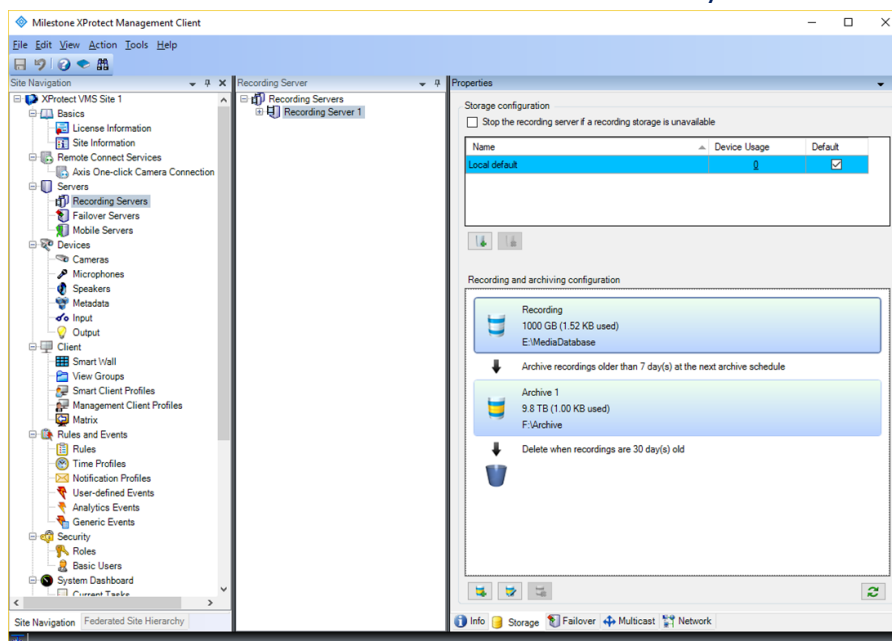 Milestone XProtect Management Client
File Edit View Action Tools Help
Site Navigation
XProtect VMS Site 1
Basics
License Information
Site Information
Remote Connect Services
Axis One-click Camera Connection
Servers
Recording Servers
Failover Servers
Mobile Servers
Devices
Cameras
Microphones
Speakers
Metadata
Input
Output
Client
Smart Wall
View Groups
Smart Client Profiles
Management Client Profiles
Matrix
Rules and Events
Rules
Time Profiles
Notification Profiles
User-defined Events
Analytics Events
Generic Events
Security
Roles
Basic Users
System Dashboard
Current Tasks
Site Navigation Federated Site Hierarchy
Recording Server
Recording Servers
Recording Server 1
Properties
Storage configuration
Stop the recording server if a recording storage is unavailable
Name Device Usage Default
Local default 0
Recording and archiving configuration
Recording
1000 GB (1.52 KB used)
E:\MediaDatabase
Archive recordings older than 7 day(s) at the next archive schedule
Archive 1
9.8 TB (1.00 KB used)
F:\Archive
Delete when recordings are 30 day(s) old
Info Storage Failover Multicast Network